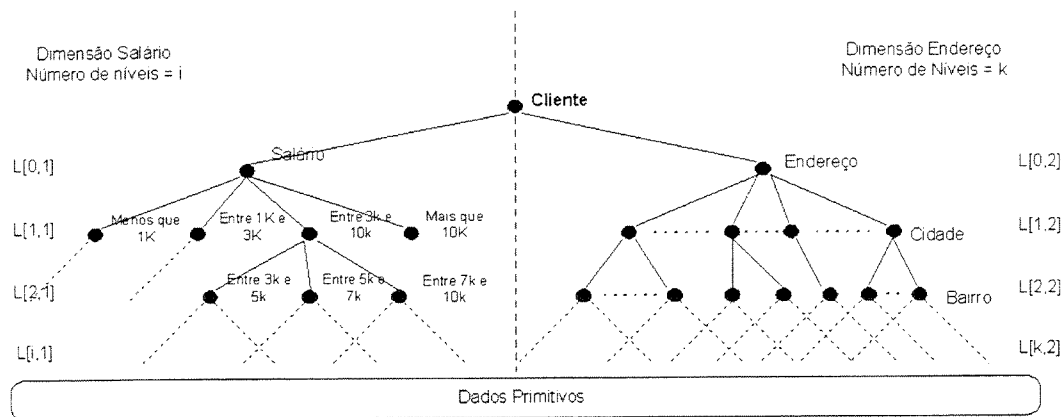 Dimensão Salário
Número de níveis = i
Dimensão Endereço
Número de Níveis = k
Cliente
L[0,1]
Salário
Endereço
L[0,2]
L[1,1]
Menos que
1K
Entre 1K e
3K
Entre 3k e
10k
Mais que
10K
Cidade
L[1,2]
L[2,1]
Entre 3k e
5k
Entre 5k e
7k
Entre 7k e
10k
Bairro
L[2,2]
L[i,1]
L[k,2]
Dados Primitivos